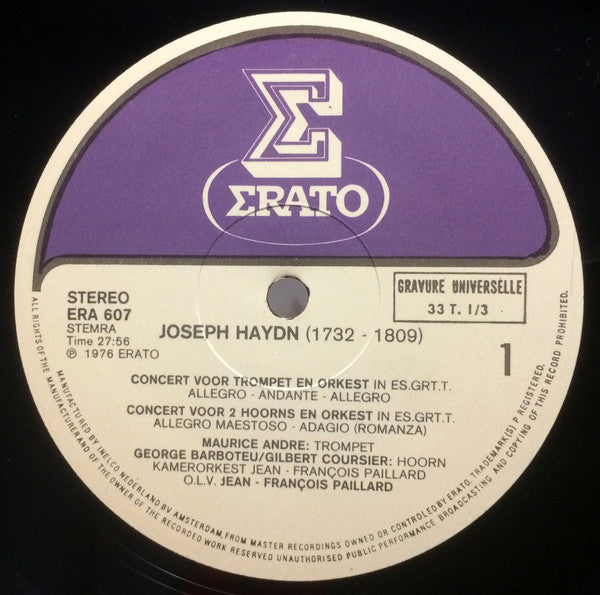 Σ
ΣRATO
STEREO
ERA 607
STEMRA
Time 27:56
℗ 1976 ERATO
GRAVURE UNIVERSELLE
33 T. 1/3
JOSEPH HAYDN (1732 - 1809)
1
CONCERT VOOR TROMPET EN ORKEST IN ES.GRT.T.
ALLEGRO - ANDANTE - ALLEGRO
CONCERT VOOR 2 HOORNS EN ORKEST IN ES.GRT.T.
ALLEGRO MAESTOSO - ADAGIO (ROMANZA)
MAURICE ANDRE: TROMPET
GEORGE BARBOTEU/GILBERT COURSIER: HOORN
KAMERORKEST JEAN - FRANÇOIS PAILLARD
O.L.V. JEAN - FRANÇOIS PAILLARD
MANUFACTURED BY INELCO NEDERLAND BV AMSTERDAM, FROM MASTER RECORDINGS OWNED OR CONTROLLED BY ERATO. TRADEMARK(S) P REGISTERED.
ALL RIGHTS OF THE MANUFACTURER AND OF THE OWNER OF THE RECORDED WORK RESERVED UNAUTHORISED PUBLIC PERFORMANCE BROADCASTING AND COPYING OF THIS RECORD PROHIBITED.